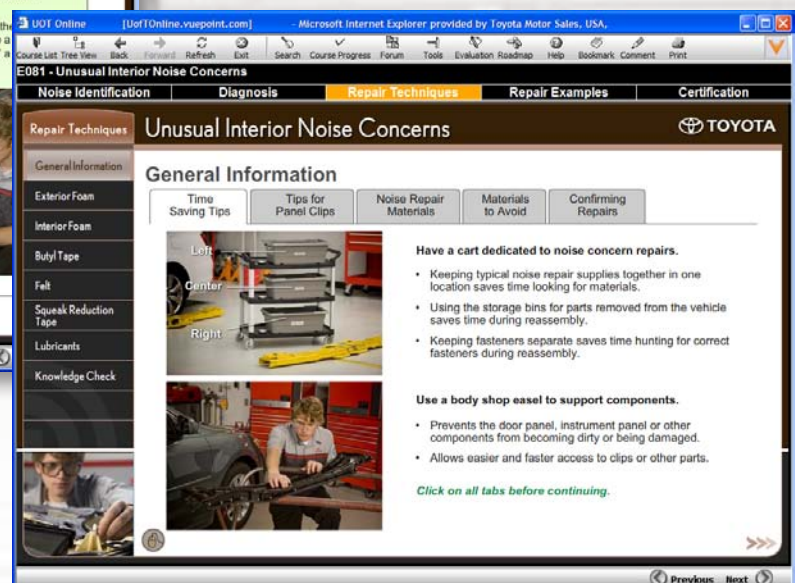 the
e a
f a
UOT Online [UofTOnline.vuepoint.com] - Microsoft Internet Explorer provided by Toyota Motor Sales, USA,
Course List Tree View Back Forward Refresh Exit Search Course Progress Forum Tools Evaluation Roadmap Help Bookmark Comment Print
E081 - Unusual Interior Noise Concerns
Noise Identification Diagnosis Repair Techniques Repair Examples Certification
Repair Techniques Unusual Interior Noise Concerns TOYOTA
General Information
Exterior Foam
Interior Foam
Butyl Tape
Felt
Squeak Reduction
Tape
Lubricants
Knowledge Check
General Information
Time
Saving Tips
Tips for
Panel Clips
Noise Repair
Materials
Materials
to Avoid
Confirming
Repairs
Left
Center
Right
Have a cart dedicated to noise concern repairs.
• Keeping typical noise repair supplies together in one
location saves time looking for materials.
• Using the storage bins for parts removed from the vehicle
saves time during reassembly.
• Keeping fasteners separate saves time hunting for correct
fasteners during reassembly.
Use a body shop easel to support components.
• Prevents the door panel, instrument panel or other
components from becoming dirty or being damaged.
• Allows easier and faster access to clips or other parts.
Click on all tabs before continuing.
>>>
Previous Next